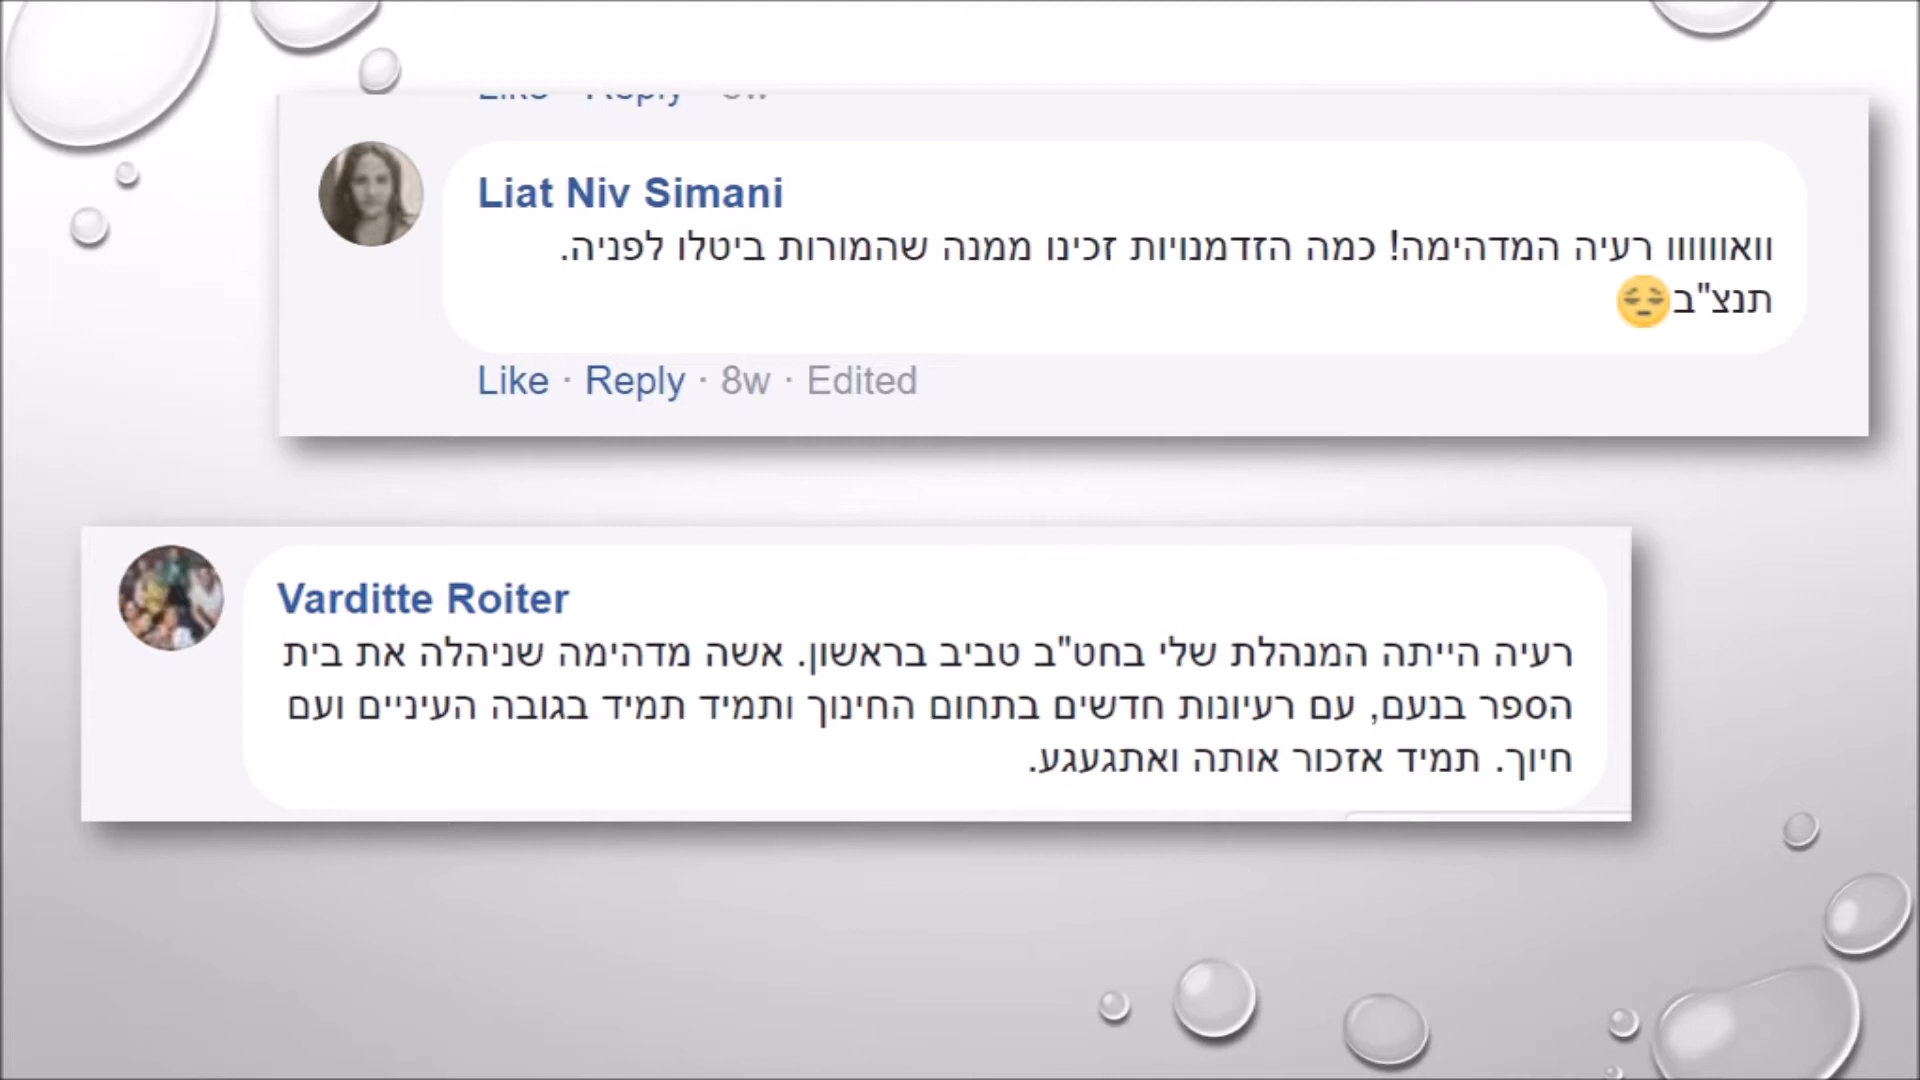 Liat Niv Simani
וואוווווו רעיה המדהימה! כמה הזדמנויות זכינו ממנה שהמורות ביטלו לפניה.
תנצ"ב😔
Like · Reply · 8w · Edited
Varditte Roiter
רעיה הייתה המנהלת שלי בחט"ב טביב בראשון. אשה מדהימה שניהלה את בית
הספר בנעם, עם רעיונות חדשים בתחום החינוך ותמיד תמיד בגובה העיניים ועם
חיוך. תמיד אזכור אותה ואתגעגע.